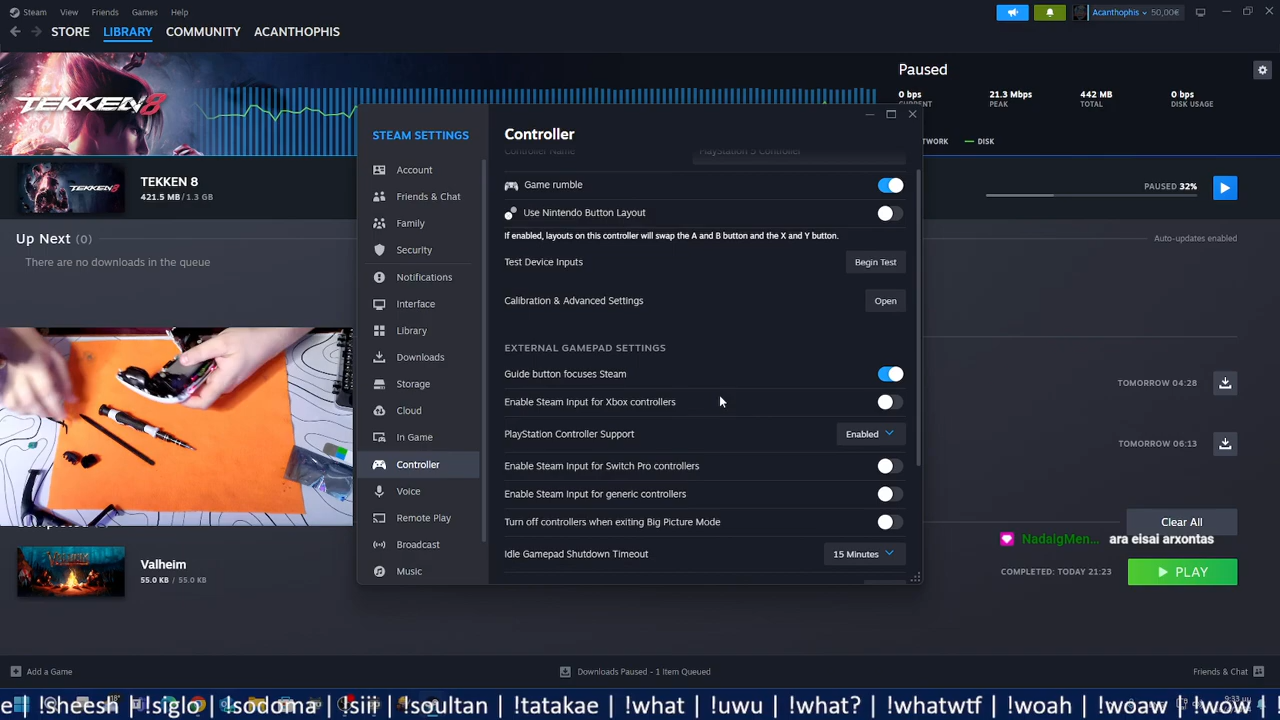 Steam View Friends Games Help
Acanthophis 50,00€
STORE LIBRARY COMMUNITY ACANTHOPHIS
TEKKEN 8
Paused
0 bps 21.3 Mbps 442 MB 0 bps
CURRENT PEAK TOTAL DISK USAGE
TWORK DISK
TEKKEN 8
421.5 MB / 1.3 GB
PAUSED 32%
Up Next (0)
Auto-updates enabled
There are no downloads in the queue
TOMORROW 04:28
TOMORROW 06:13
Clear All
NadaigMen... ara eisai arxontas
VALHEIM
Valheim
55.0 KB / 55.0 KB
COMPLETED: TODAY 21:23
PLAY
STEAM SETTINGS
Account
Friends & Chat
Family
Security
Notifications
Interface
Library
Downloads
Storage
Cloud
In Game
Controller
Voice
Remote Play
Broadcast
Music
Controller
Controller Name PlayStation 5 Controller
Game rumble
Use Nintendo Button Layout
If enabled, layouts on this controller will swap the A and B button and the X and Y button.
Test Device Inputs Begin Test
Calibration & Advanced Settings Open
EXTERNAL GAMEPAD SETTINGS
Guide button focuses Steam
Enable Steam Input for Xbox controllers
PlayStation Controller Support Enabled
Enable Steam Input for Switch Pro controllers
Enable Steam Input for generic controllers
Turn off controllers when exiting Big Picture Mode
Idle Gamepad Shutdown Timeout 15 Minutes
Add a Game
Downloads Paused - 1 Item Queued
Friends & Chat
e | !sheesh | !siglo | !sodoma | !siii | !soultan | !tatakae | !what | !uwu | !what? | !whatwtf | !woah | !woaw | !wow |